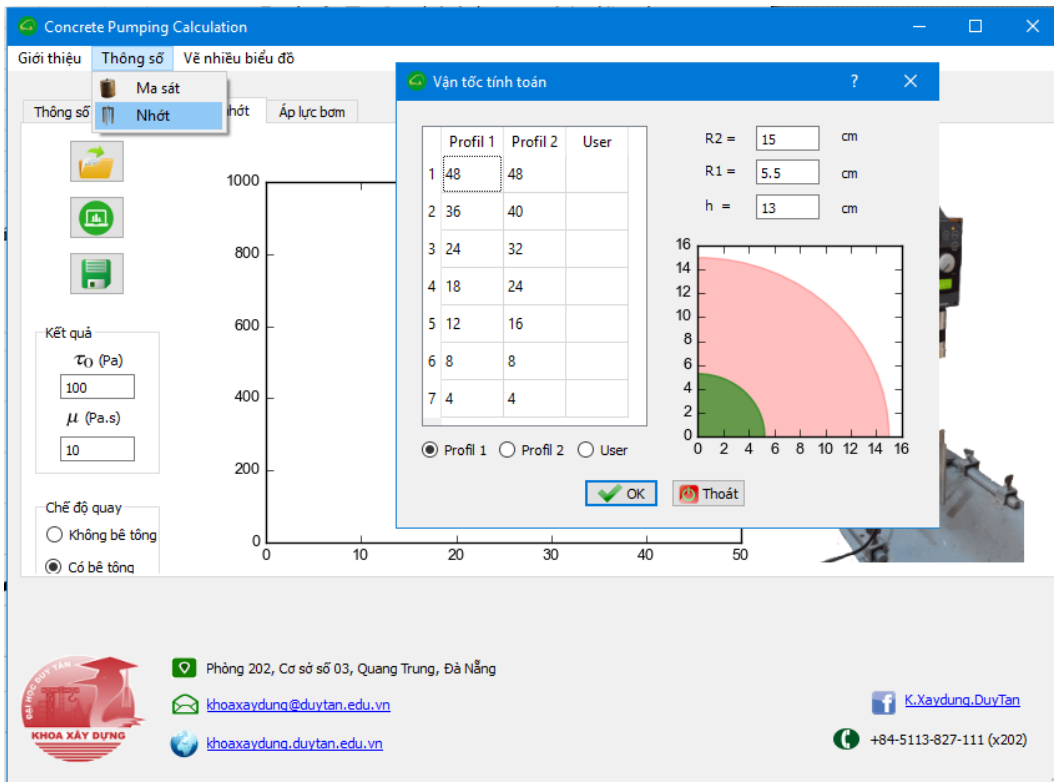 Concrete Pumping Calculation
Giới thiệu Thông số Vẽ nhiều biểu đồ
Ma sát
Nhớt
Thông số nhớt Áp lực bơm
1000
800
600
400
200
0
0 10 20 30 40 50
Kết quả
τ0 (Pa)
100
μ (Pa.s)
10
Chế độ quay
Không bê tông
Có bê tông
Vận tốc tính toán ?
Profil 1 Profil 2 User
1 48 48
2 36 40
3 24 32
4 18 24
5 12 16
6 8 8
7 4 4
Profil 1 Profil 2 User
R2 = 15 cm
R1 = 5.5 cm
h = 13 cm
16
14
12
10
8
6
4
2
0
0 2 4 6 8 10 12 14 16
OK Thoát
ĐẠI HỌC DUY TÂN
KHOA XÂY DỰNG
Phòng 202, Cơ sở số 03, Quang Trung, Đà Nẵng
khoaxaydung@duytan.edu.vn
khoaxaydung.duytan.edu.vn
K.Xaydung.DuyTan
+84-5113-827-111 (x202)